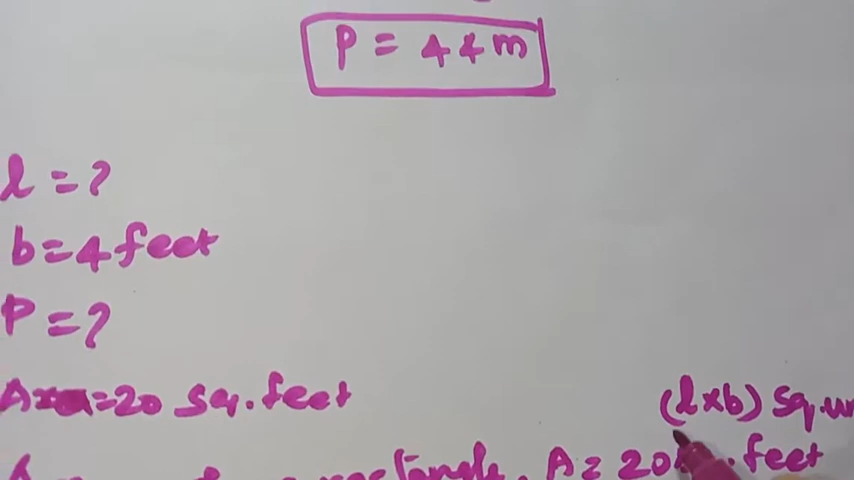 P = 44m
l = ?
b = 4 feet
P = ?
A = 20 sq. feet
(l × b) sq.
rectangle, A = 20 . feet